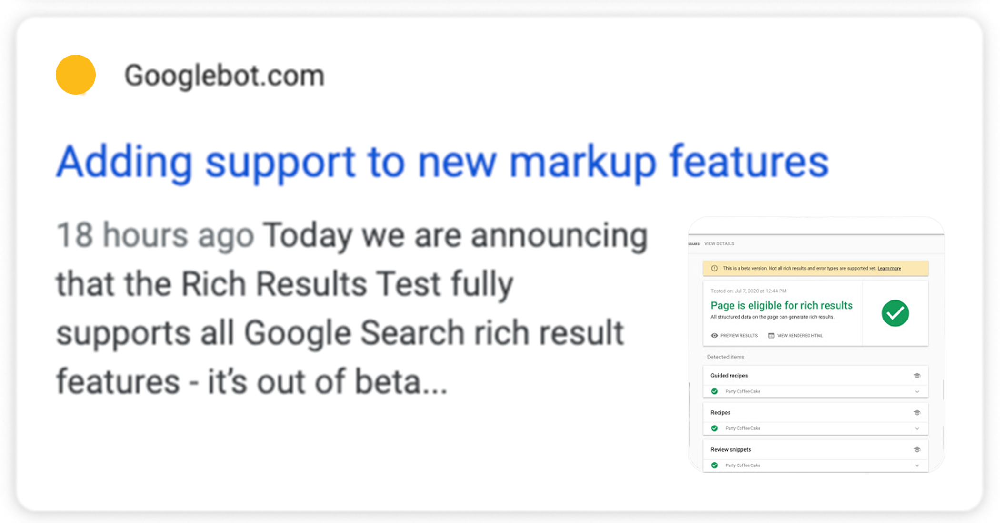 Googlebot.com
Adding support to new markup features
18 hours ago Today we are announcing
that the Rich Results Test fully
supports all Google Search rich result
features - it’s out of beta...
ssues VIEW DETAILS
This is a beta version. Not all rich results and error types are supported yet. Learn more
Tested on: Jul 7, 2020 at 12:44 PM
Page is eligible for rich results
All structured data on the page can generate rich results.
PREVIEW RESULTS VIEW RENDERED HTML
Detected items
Guided recipes
Party Coffee Cake
Recipes
Party Coffee Cake
Review snippets
Party Coffee Cake